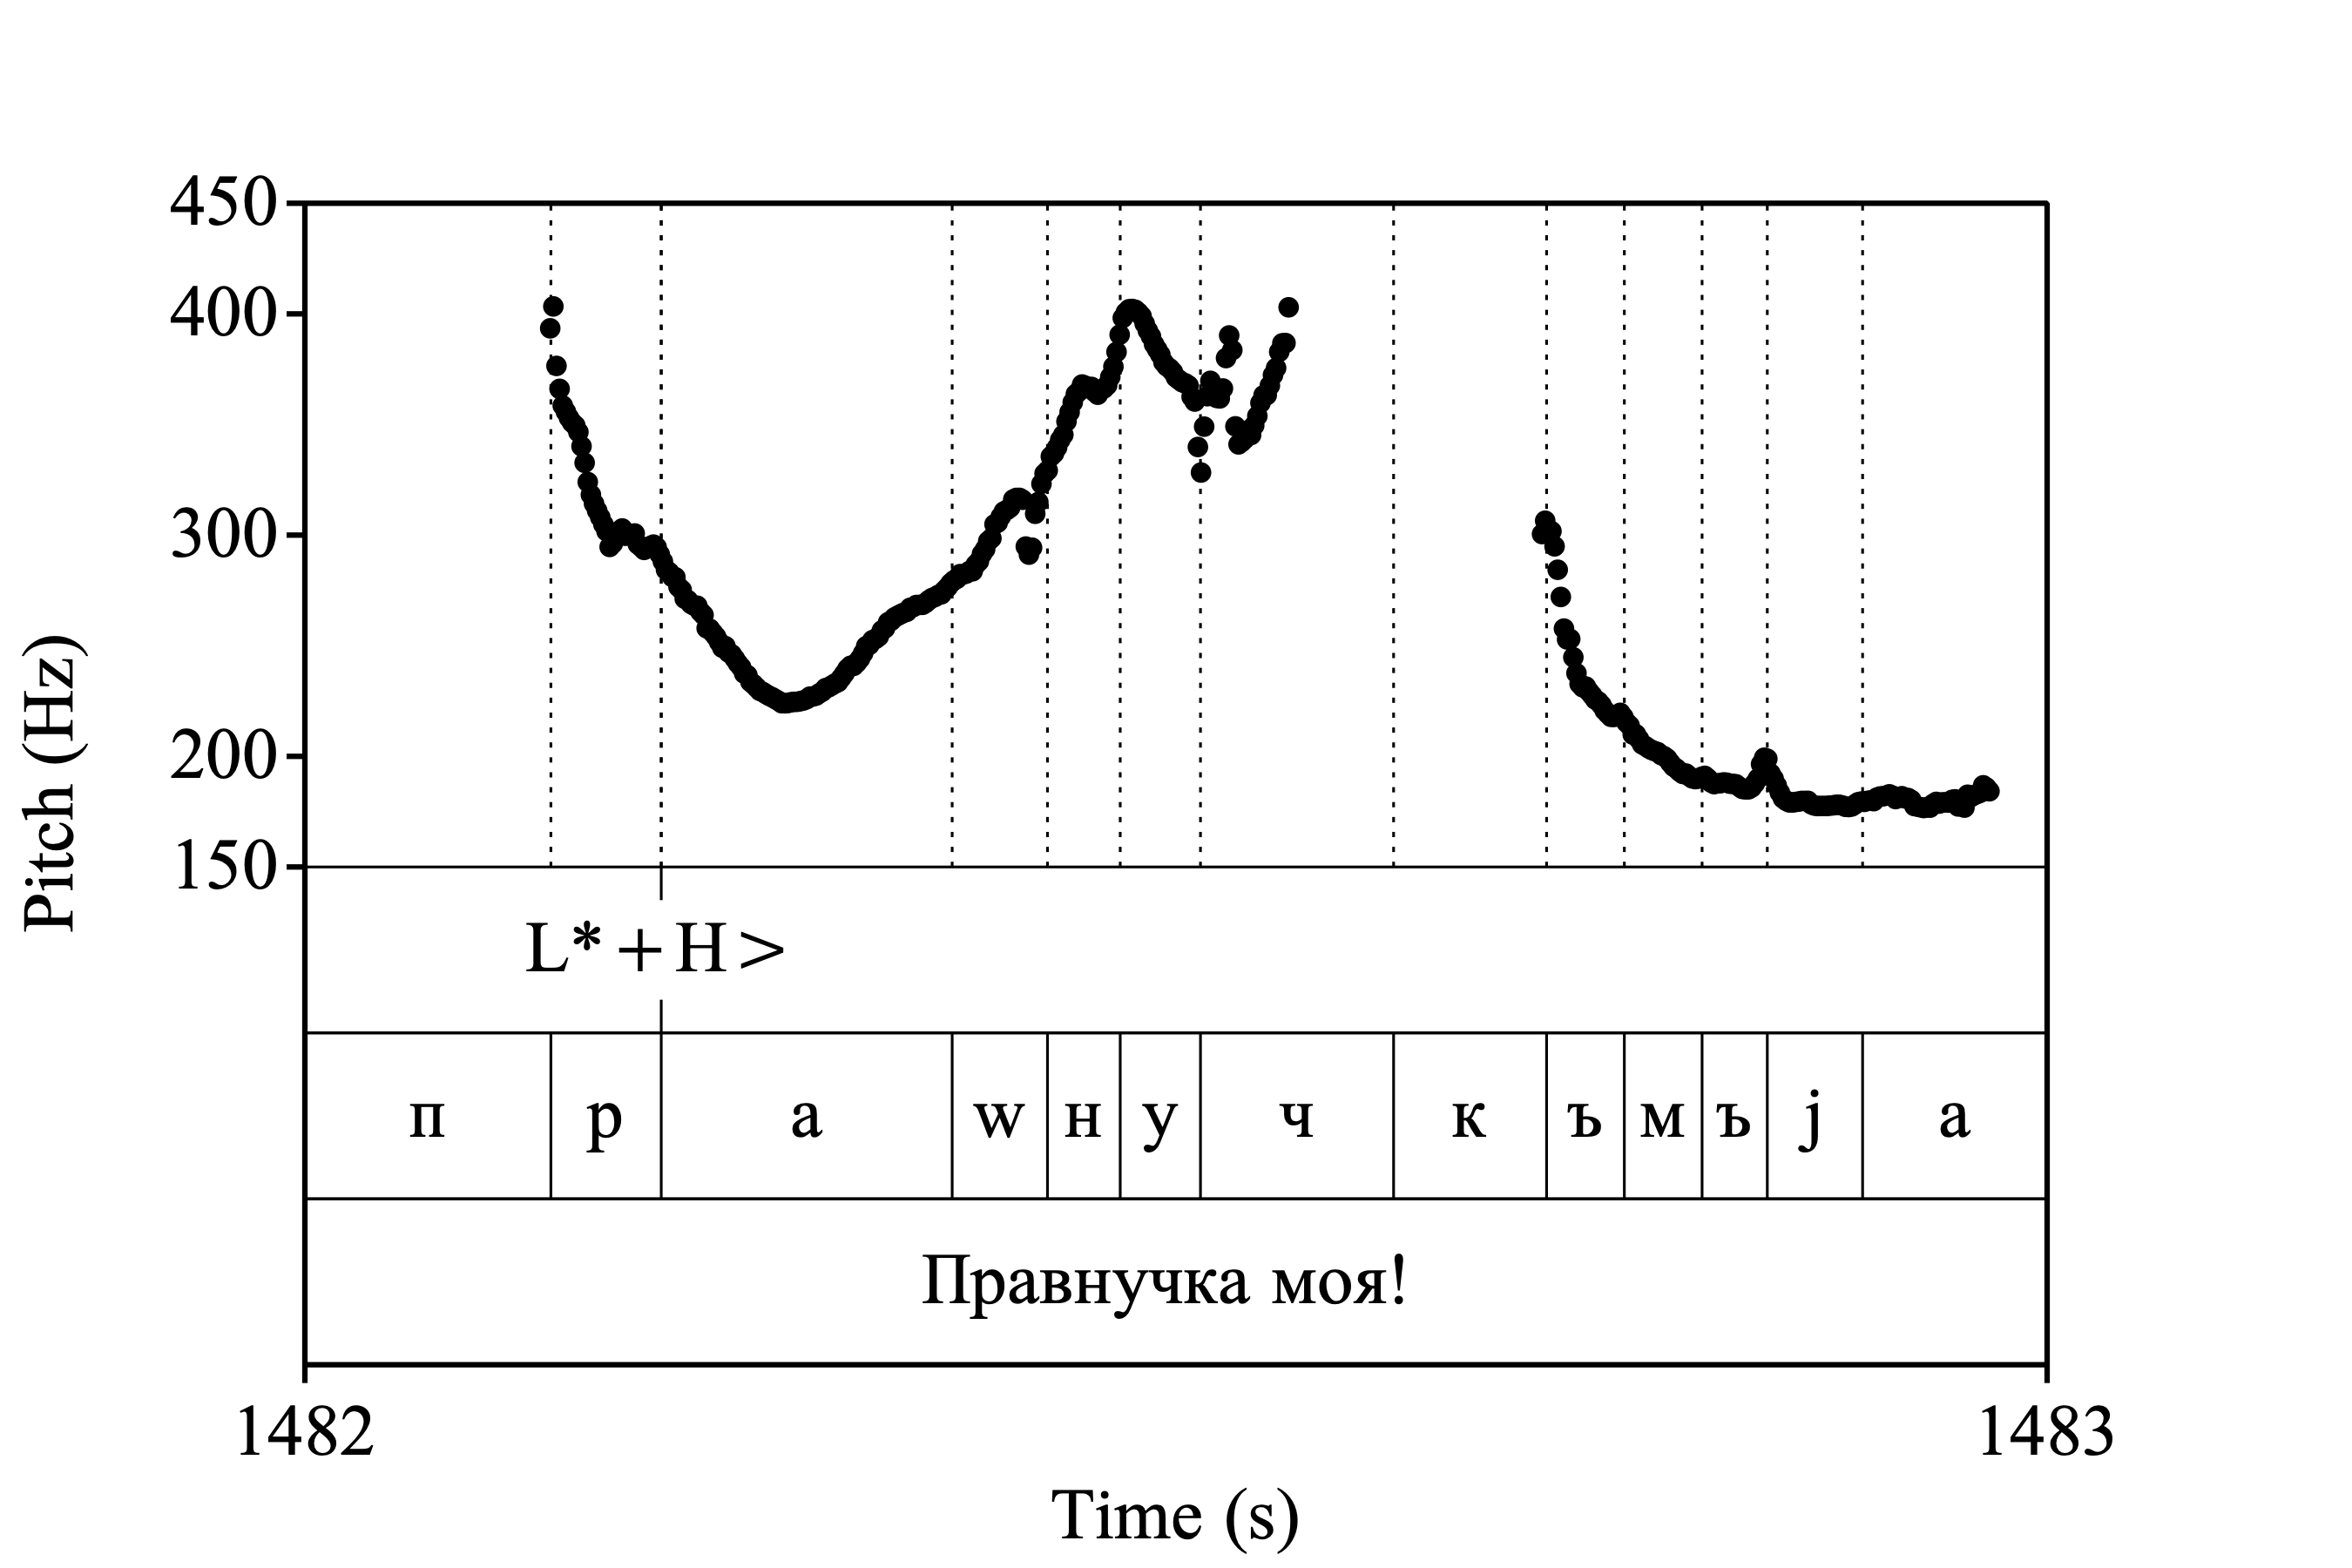 450
400
300
200
150
Pitch (Hz)
L*+H>
п р а w н у ч к ъ м ъ j а
Правнучка моя!
1482 1483
Time (s)